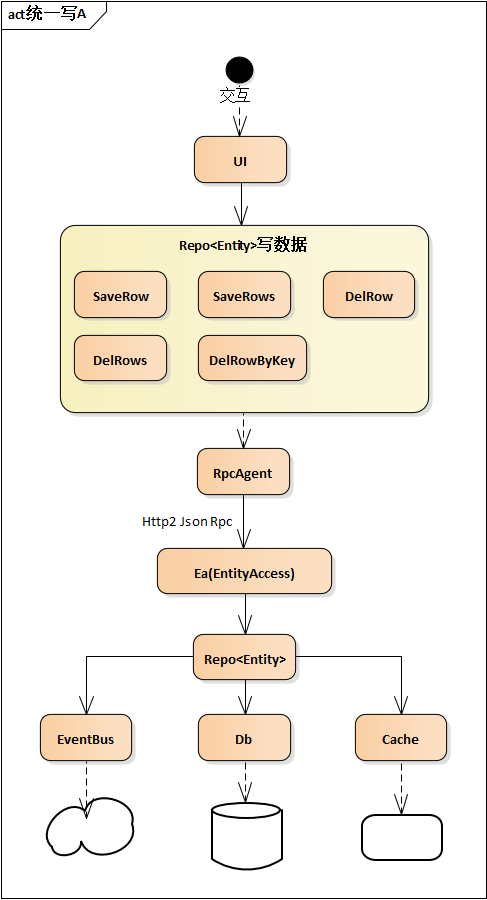 act统一写A
交互
UI
Repo<Entity>写数据
SaveRow
SaveRows
DelRow
DelRows
DelRowByKey
RpcAgent
Http2 Json Rpc
Ea(EntityAccess)
Repo<Entity>
EventBus
Db
Cache